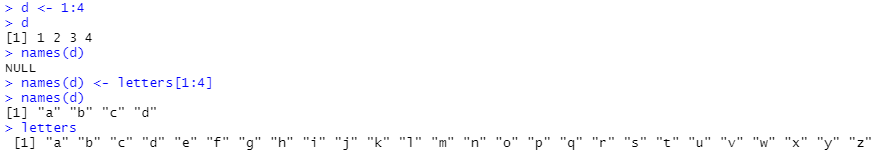 > d <- 1:4
> d
[1] 1 2 3 4
> names(d)
NULL
> names(d) <- letters[1:4]
> names(d)
[1] "a" "b" "c" "d"
> letters
 [1] "a" "b" "c" "d" "e" "f" "g" "h" "i" "j" "k" "l" "m" "n" "o" "p" "q" "r" "s" "t" "u" "v" "w" "x" "y" "z"